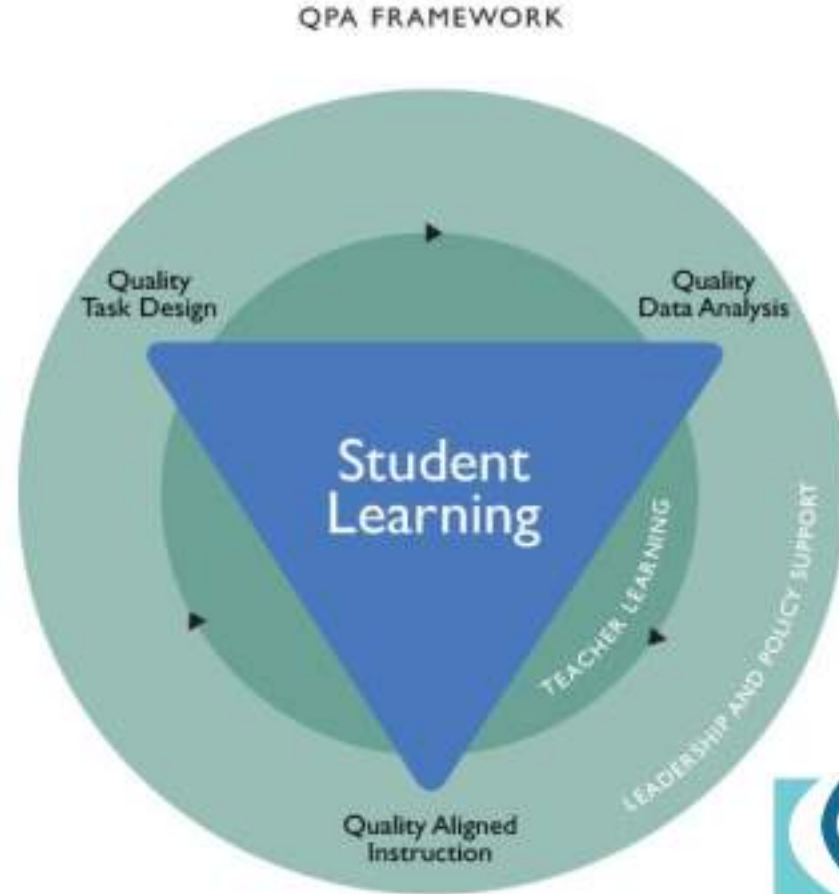 QPA FRAMEWORK
Quality
Task Design
Quality
Data Analysis
Student
Learning
TEACHER LEARNING
LEADERSHIP AND POLICY SUPPORT
Quality Aligned
Instruction